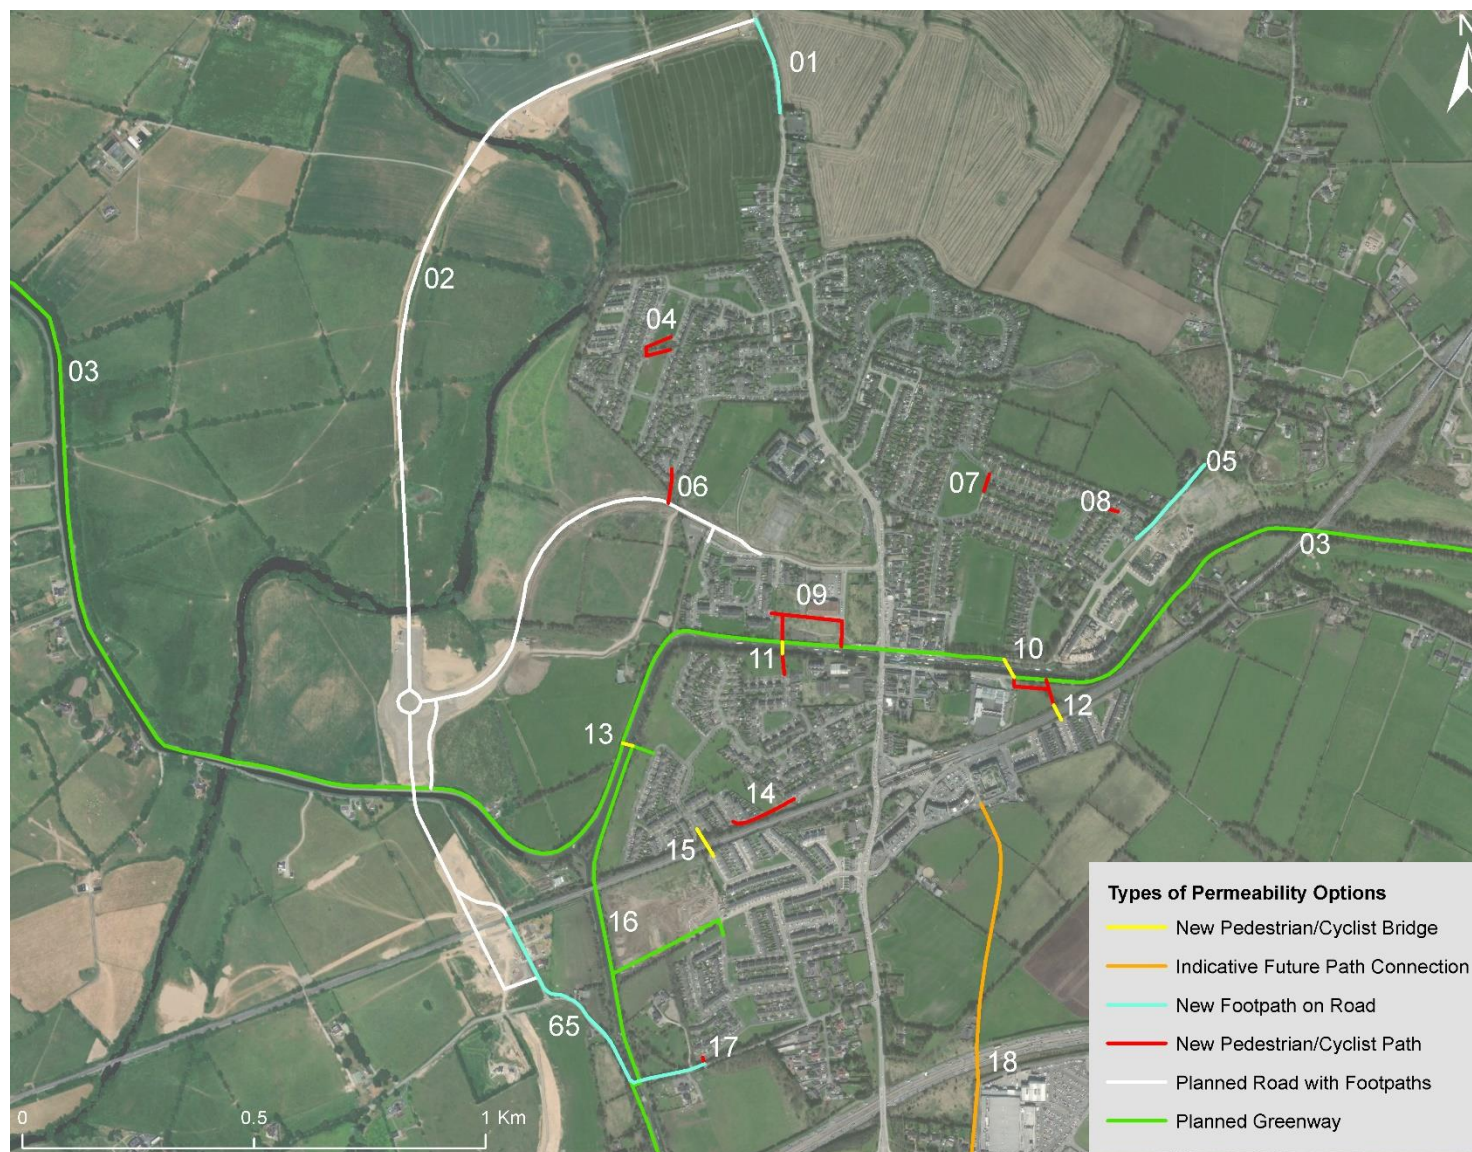 N
01
02
03
04
05
06
07
08
03
09
10
11
12
13
14
15
16
65
17
18
Types of Permeability Options
New Pedestrian/Cyclist Bridge
Indicative Future Path Connection
New Footpath on Road
New Pedestrian/Cyclist Path
Planned Road with Footpaths
Planned Greenway
0 0.5 1 Km